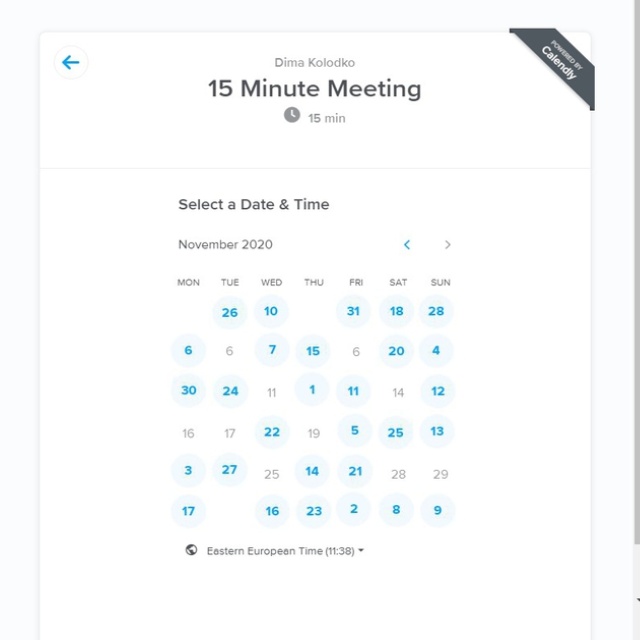 POWERED BY
Calendly
Dima Kolodko
15 Minute Meeting
15 min
Select a Date & Time
November 2020
MON TUE WED THU FRI SAT SUN
26 10 31 18 28
6 6 7 15 6 20 4
30 24 11 1 11 14 12
16 17 22 19 5 25 13
3 27 25 14 21 28 29
17 16 23 2 8 9
Eastern European Time (11:38)